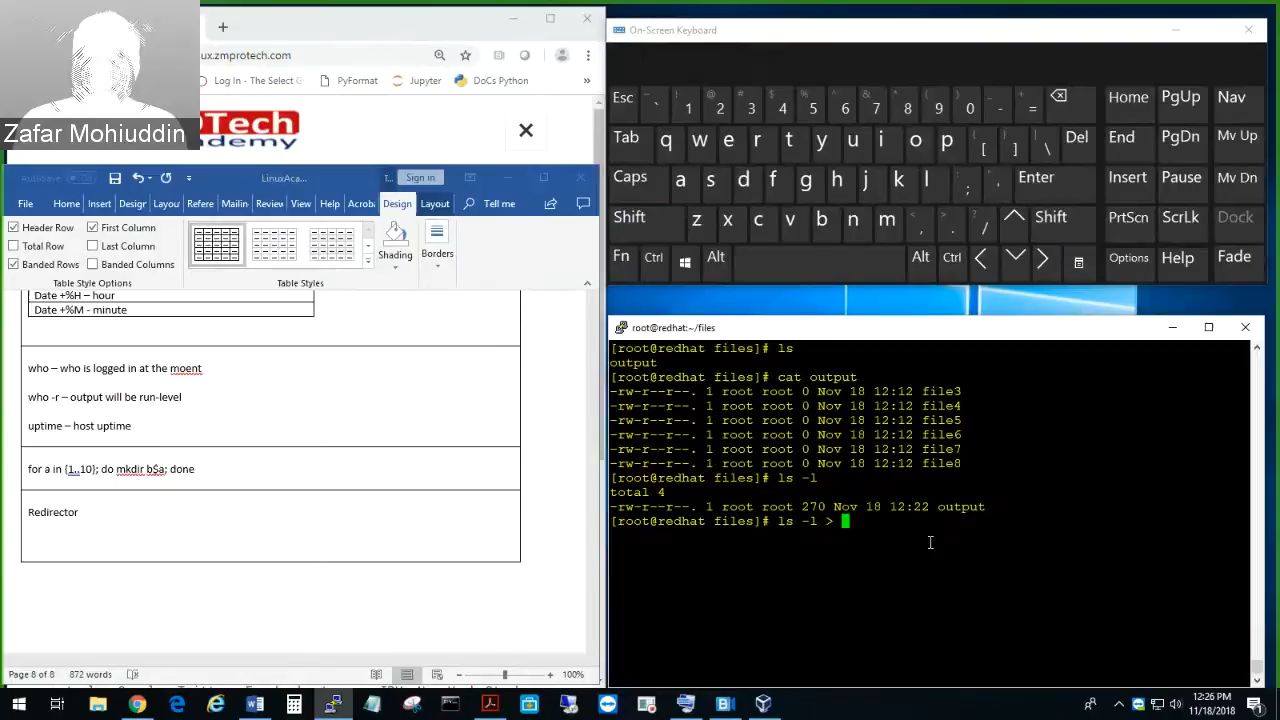 Zafar Mohiuddin
ux.zmprotech.com
Log In - The Select G
PyFormat
Jupyter
DoCs Python
»
Tech
demy
AutoSave
LinuxAca...
T...
Sign in
File
Home
Insert
Desigr
Layou
Refere
Mailin
Review
View
Help
Acroba
Design
Layout
Tell me
Header Row
First Column
Total Row
Last Column
Banded Rows
Banded Columns
Shading
Borders
Table Style Options
Table Styles
Date +%H – hour
Date +%M - minute
who – who is logged in at the moent
who -r – output will be run-level
uptime – host uptime
for a in {1..10}; do mkdir b$a; done
Redirector
Page 8 of 8
872 words
100%
On-Screen Keyboard
Esc ~ ` ! 1 @ 2 # 3 $ 4 % 5 ^ 6 & 7 * 8 ( 9 ) 0 _ - + = Home PgUp Nav
Tab q w e r t y u i o p { [ } ] | \ Del End PgDn Mv Up
Caps a s d f g h j k l : ; " ' Enter Insert Pause Mv Dn
Shift z x c v b n m < , > . ? / Shift PrtScn ScrLk Dock
Fn Ctrl Alt Alt Ctrl Options Help Fade
root@redhat:~/files
[root@redhat files]# ls
output
[root@redhat files]# cat output
-rw-r--r--. 1 root root 0 Nov 18 12:12 file3
-rw-r--r--. 1 root root 0 Nov 18 12:12 file4
-rw-r--r--. 1 root root 0 Nov 18 12:12 file5
-rw-r--r--. 1 root root 0 Nov 18 12:12 file6
-rw-r--r--. 1 root root 0 Nov 18 12:12 file7
-rw-r--r--. 1 root root 0 Nov 18 12:12 file8
[root@redhat files]# ls -l
total 4
-rw-r--r--. 1 root root 270 Nov 18 12:22 output
[root@redhat files]# ls -l >
12:26 PM
11/18/2018